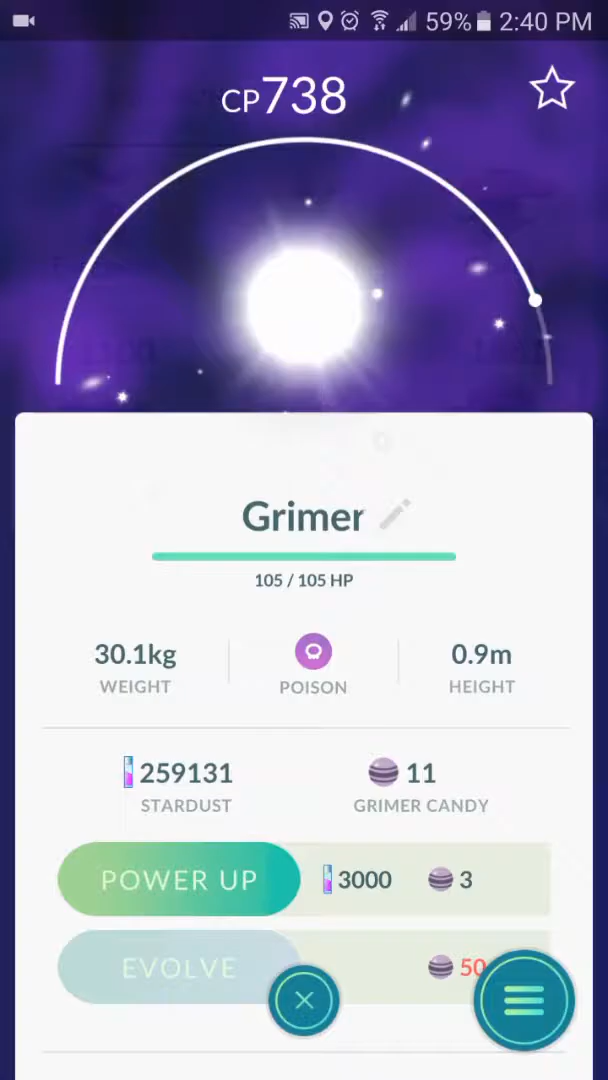 59% 2:40 PM
CP738
Grimer
105 / 105 HP
30.1kg
WEIGHT
POISON
0.9m
HEIGHT
259131
STARDUST
11
GRIMER CANDY
POWER UP 3000 3
EVOLVE 50